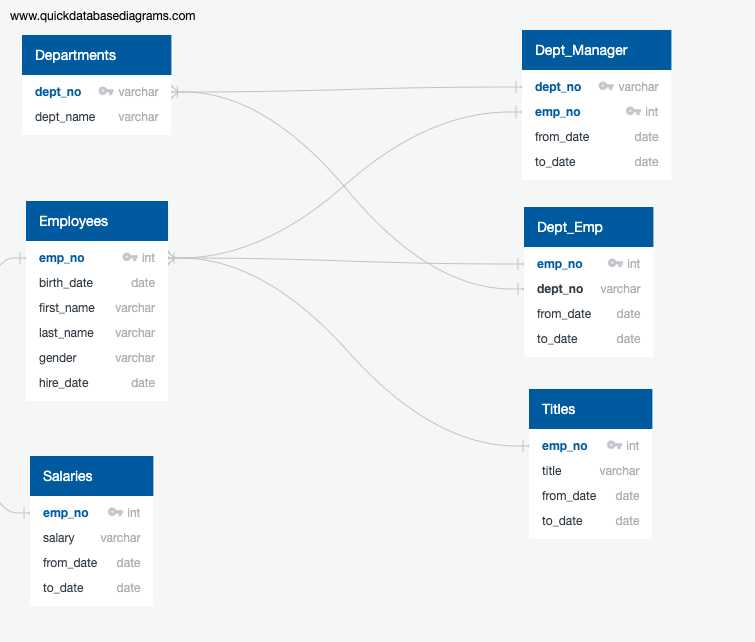 www.quickdatabasediagrams.com
Departments
dept_no varchar
dept_name varchar
Dept_Manager
dept_no varchar
emp_no int
from_date date
to_date date
Employees
emp_no int
birth_date date
first_name varchar
last_name varchar
gender varchar
hire_date date
Dept_Emp
emp_no int
dept_no varchar
from_date date
to_date date
Titles
emp_no int
title varchar
from_date date
to_date date
Salaries
emp_no int
salary varchar
from_date date
to_date date